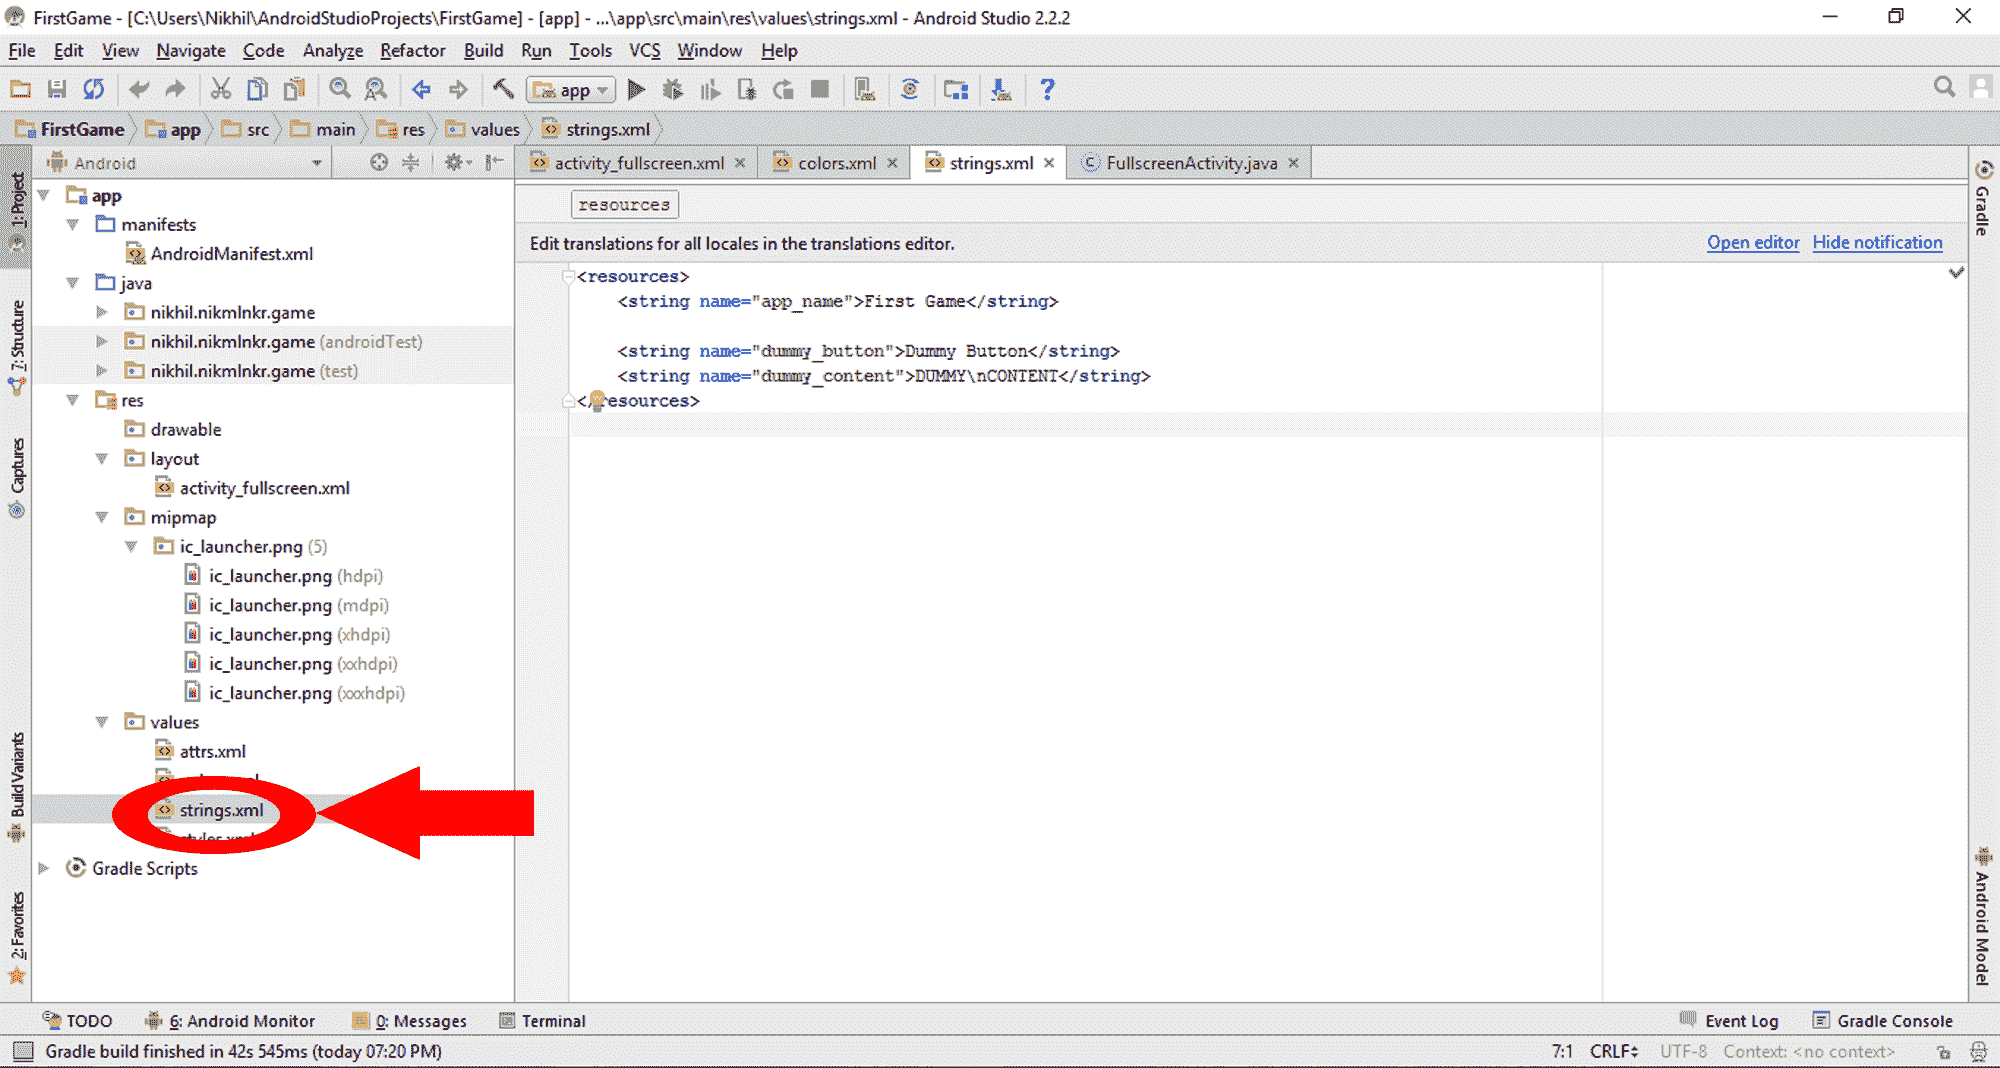 FirstGame - [C:\Users\Nikhil\AndroidStudioProjects\FirstGame] - [app] - ...\app\src\main\res\values\strings.xml - Android Studio 2.2.2
File Edit View Navigate Code Analyze Refactor Build Run Tools VCS Window Help
app
FirstGame app src main res values strings.xml
Android
activity_fullscreen.xml colors.xml strings.xml FullscreenActivity.java
1: Project
7: Structure
Captures
Build Variants
2: Favorites
app
manifests
AndroidManifest.xml
java
nikhil.nikmlnkr.game
nikhil.nikmlnkr.game (androidTest)
nikhil.nikmlnkr.game (test)
res
drawable
layout
activity_fullscreen.xml
mipmap
ic_launcher.png (5)
ic_launcher.png (hdpi)
ic_launcher.png (mdpi)
ic_launcher.png (xhdpi)
ic_launcher.png (xxhdpi)
ic_launcher.png (xxxhdpi)
values
attrs.xml
strings.xml
styles.xml
Gradle Scripts
resources
Edit translations for all locales in the translations editor. Open editor Hide notification
<resources>
<string name="app_name">First Game</string>
<string name="dummy_button">Dummy Button</string>
<string name="dummy_content">DUMMY\nCONTENT</string>
</resources>
Gradle
Android Model
TODO 6: Android Monitor 0: Messages Terminal Event Log Gradle Console
Gradle build finished in 42s 545ms (today 07:20 PM) 7:1 CRLF UTF-8 Context: <no context>